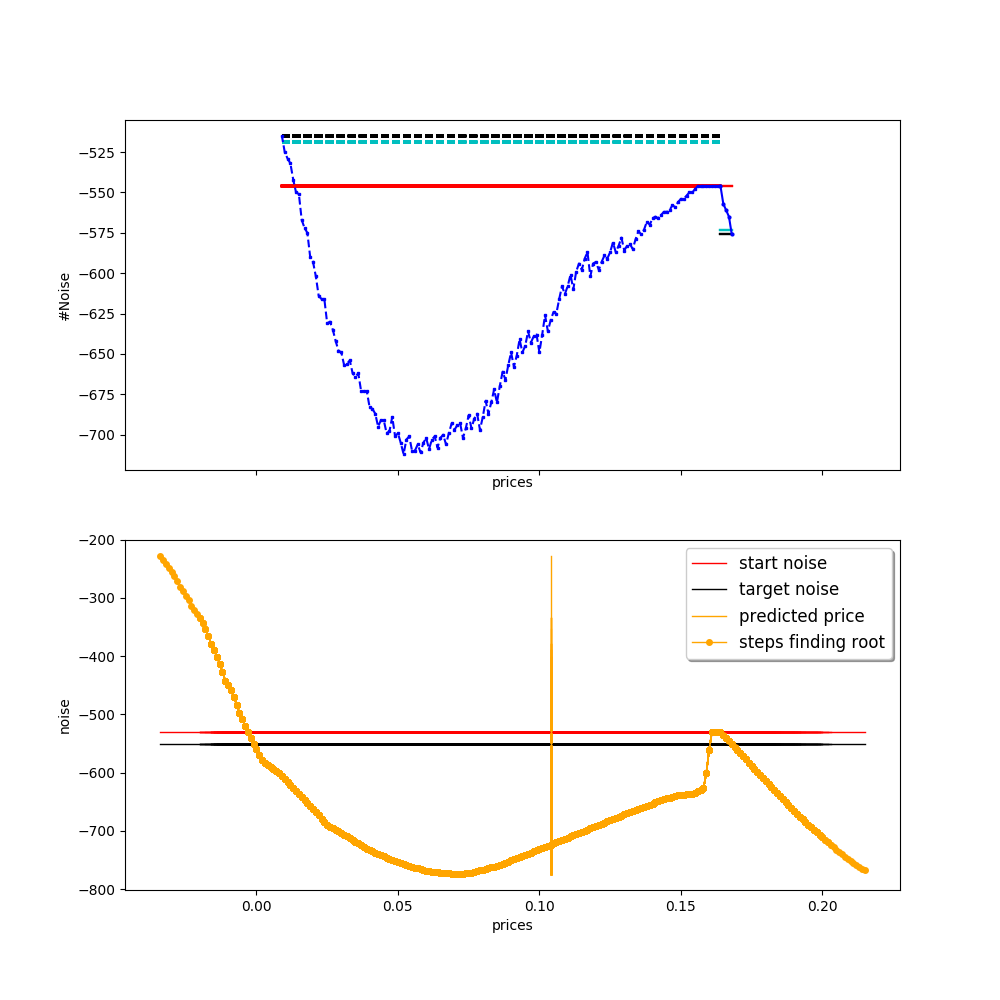 −525
−550
−575
−600
−625
−650
−675
−700
#Noise
prices
−200
−300
−400
−500
−600
−700
−800
noise
start noise
target noise
predicted price
steps finding root
0.00 0.05 0.10 0.15 0.20
prices